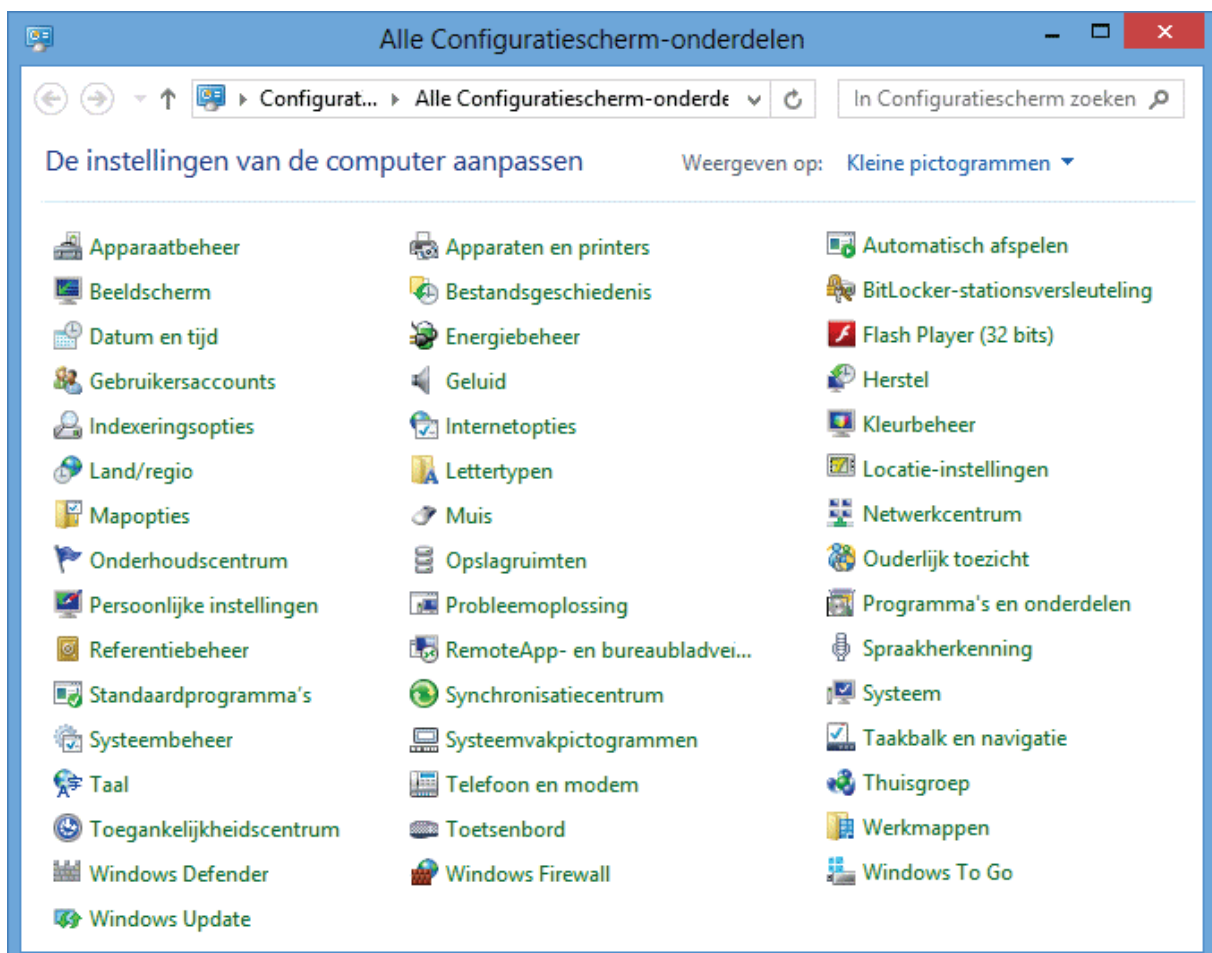 Alle Configuratiescherm-onderdelen
Configurat... Alle Configuratiescherm-onderde In Configuratiescherm zoeken
De instellingen van de computer aanpassen Weergeven op: Kleine pictogrammen
Apparaatbeheer Apparaten en printers Automatisch afspelen
Beeldscherm Bestandsgeschiedenis BitLocker-stationsversleuteling
Datum en tijd Energiebeheer Flash Player (32 bits)
Gebruikersaccounts Geluid Herstel
Indexeringsopties Internetopties Kleurbeheer
Land/regio Lettertypen Locatie-instellingen
Mapopties Muis Netwerkcentrum
Onderhoudscentrum Opslagruimten Ouderlijk toezicht
Persoonlijke instellingen Probleemoplossing Programma's en onderdelen
Referentiebeheer RemoteApp- en bureaubladvei... Spraakherkenning
Standaardprogramma's Synchronisatiecentrum Systeem
Systeembeheer Systeemvakpictogrammen Taakbalk en navigatie
Taal Telefoon en modem Thuisgroep
Toegankelijkheidscentrum Toetsenbord Werkmappen
Windows Defender Windows Firewall Windows To Go
Windows Update